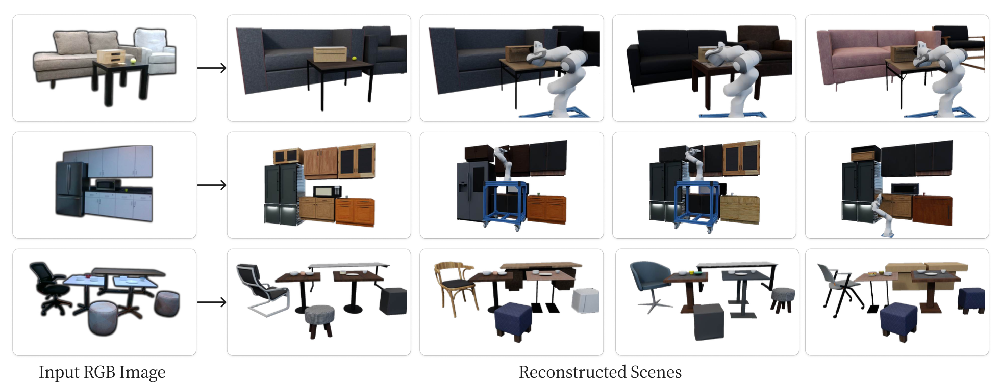 Input RGB Image
Reconstructed Scenes